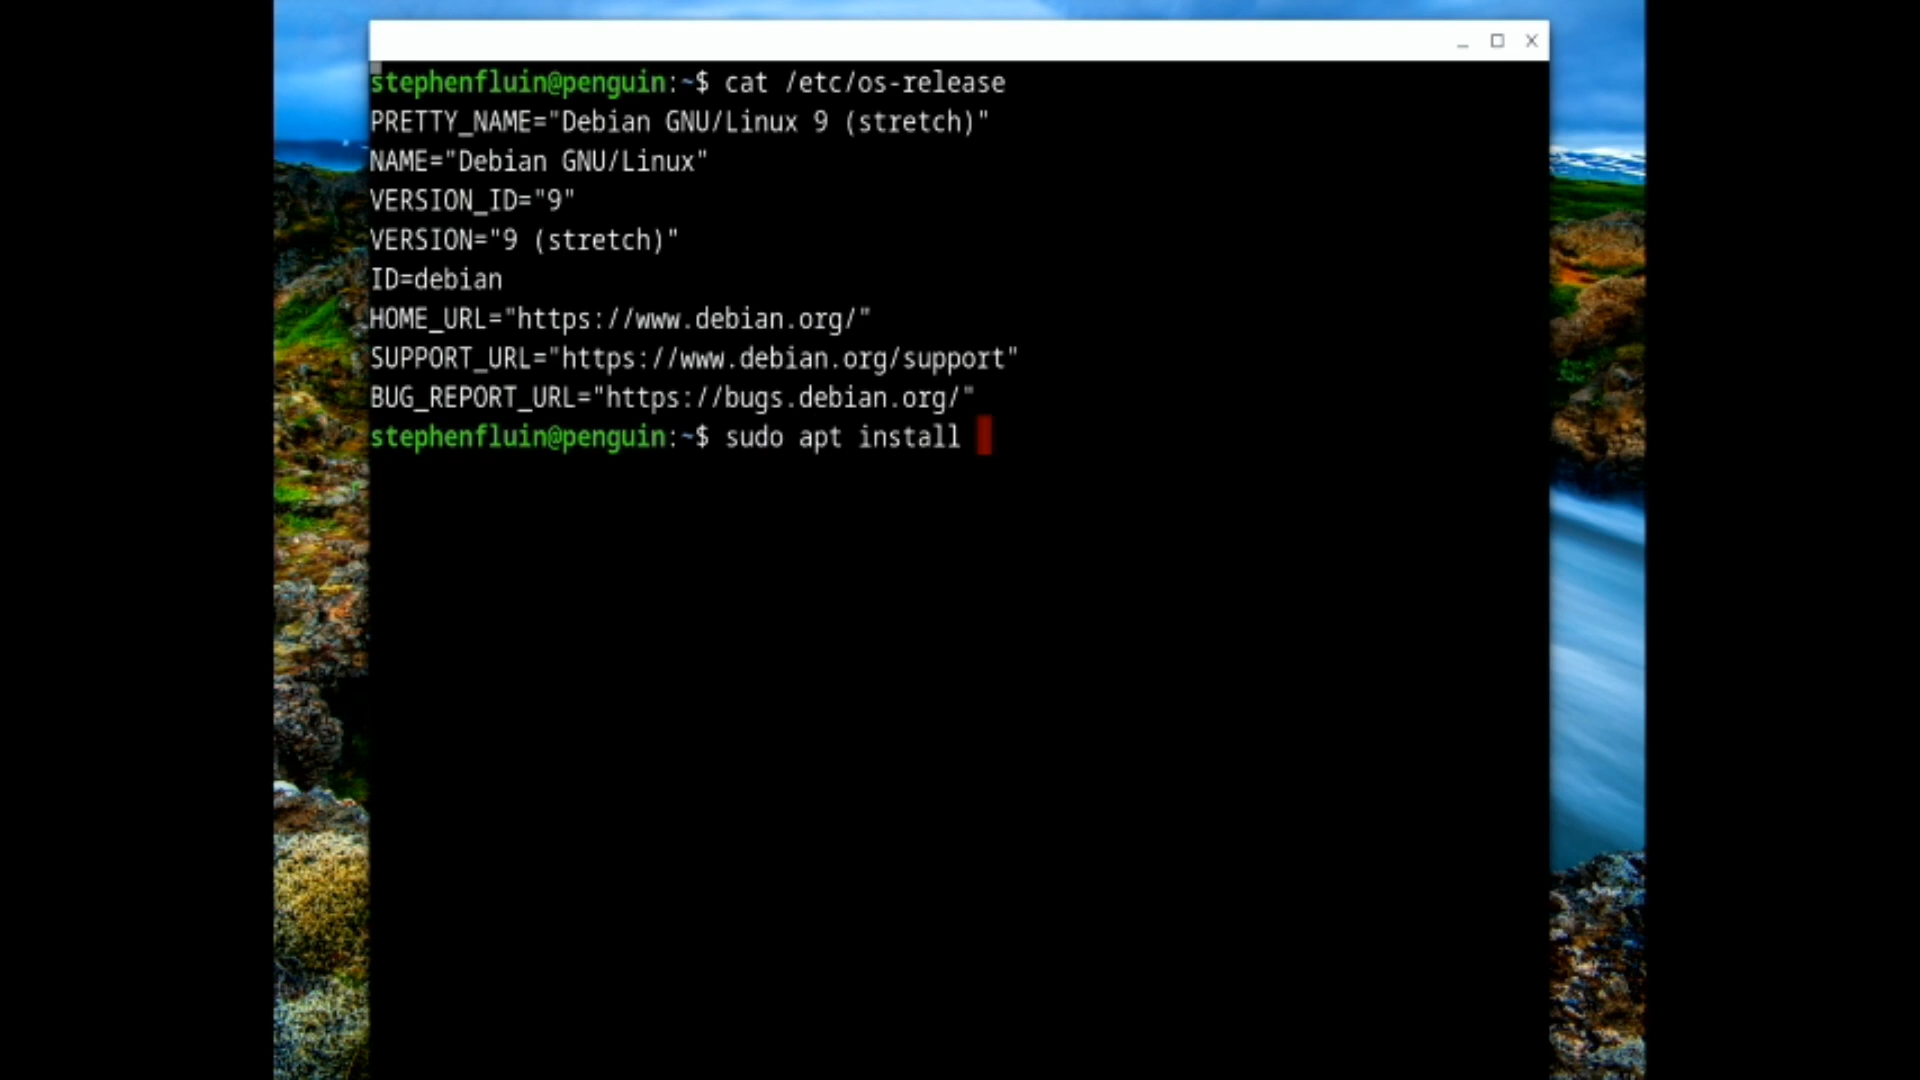 stephenfluin@penguin:~$ cat /etc/os-release
PRETTY_NAME="Debian GNU/Linux 9 (stretch)"
NAME="Debian GNU/Linux"
VERSION_ID="9"
VERSION="9 (stretch)"
ID=debian
HOME_URL="https://www.debian.org/"
SUPPORT_URL="https://www.debian.org/support"
BUG_REPORT_URL="https://bugs.debian.org/"
stephenfluin@penguin:~$ sudo apt install